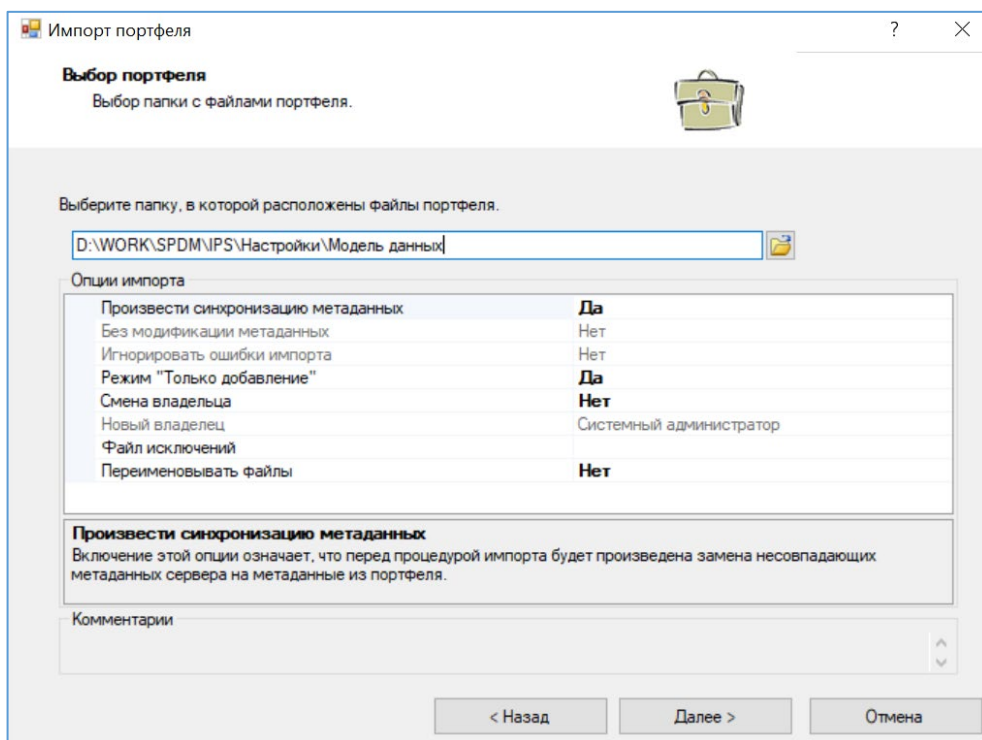 Импорт портфеля ?
Выбор портфеля
Выбор папки с файлами портфеля.
Выберите папку, в которой расположены файлы портфеля.
D:\WORK\SPDM\IPS\Настройки\Модель данных
Опции импорта
Произвести синхронизацию метаданных Да
Без модификации метаданных Нет
Игнорировать ошибки импорта Нет
Режим "Только добавление" Да
Смена владельца Нет
Новый владелец Системный администратор
Файл исключений
Переименовывать файлы Нет
Произвести синхронизацию метаданных
Включение этой опции означает, что перед процедурой импорта будет произведена замена несовпадающих
метаданных сервера на метаданные из портфеля.
Комментарии
< Назад Далее > Отмена